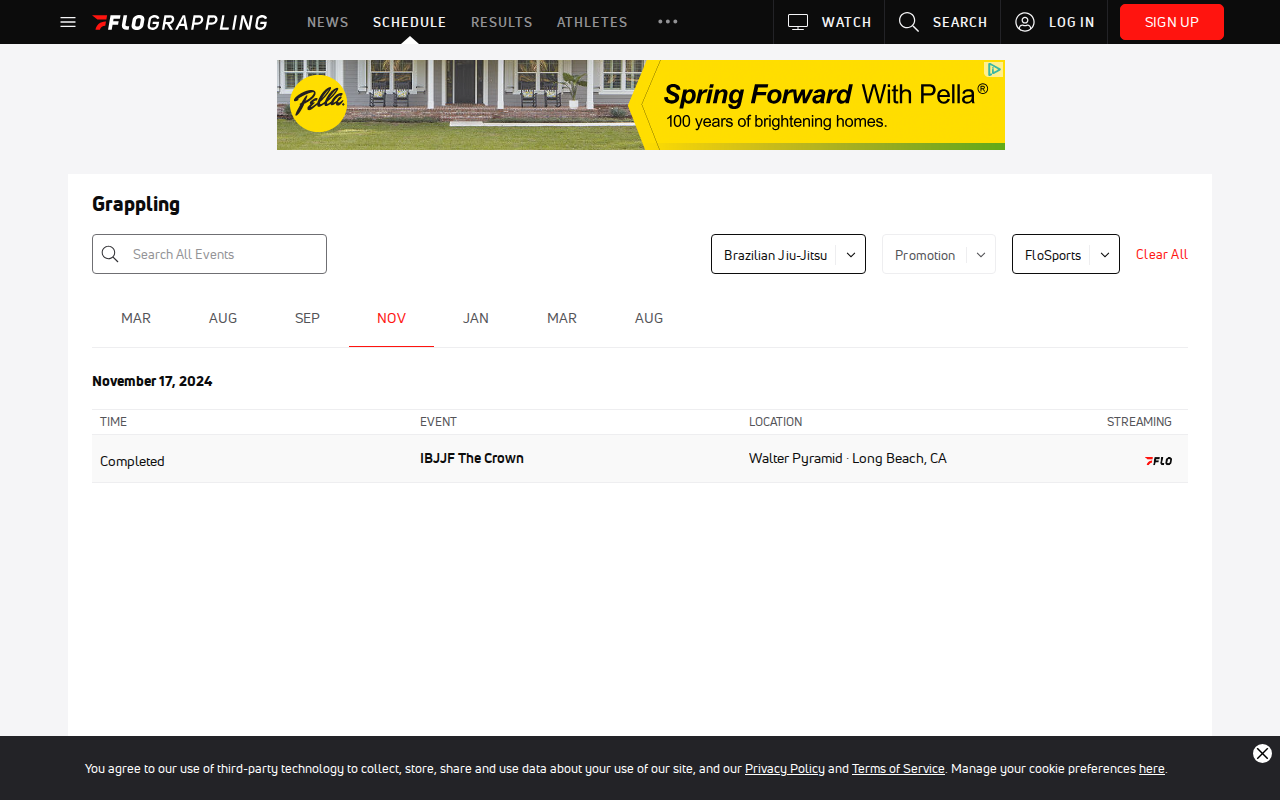 FLOGRAPPLING NEWS SCHEDULE RESULTS ATHLETES ••• WATCH SEARCH LOG IN SIGN UP
Pella Spring Forward With Pella®
100 years of brightening homes.
Grappling
Search All Events Brazilian Jiu-Jitsu Promotion FloSports Clear All
MAR AUG SEP NOV JAN MAR AUG
November 17, 2024
TIME EVENT LOCATION STREAMING
Completed IBJJF The Crown Walter Pyramid · Long Beach, CA FLO
You agree to our use of third-party technology to collect, store, share and use data about your use of our site, and our Privacy Policy and Terms of Service. Manage your cookie preferences here.